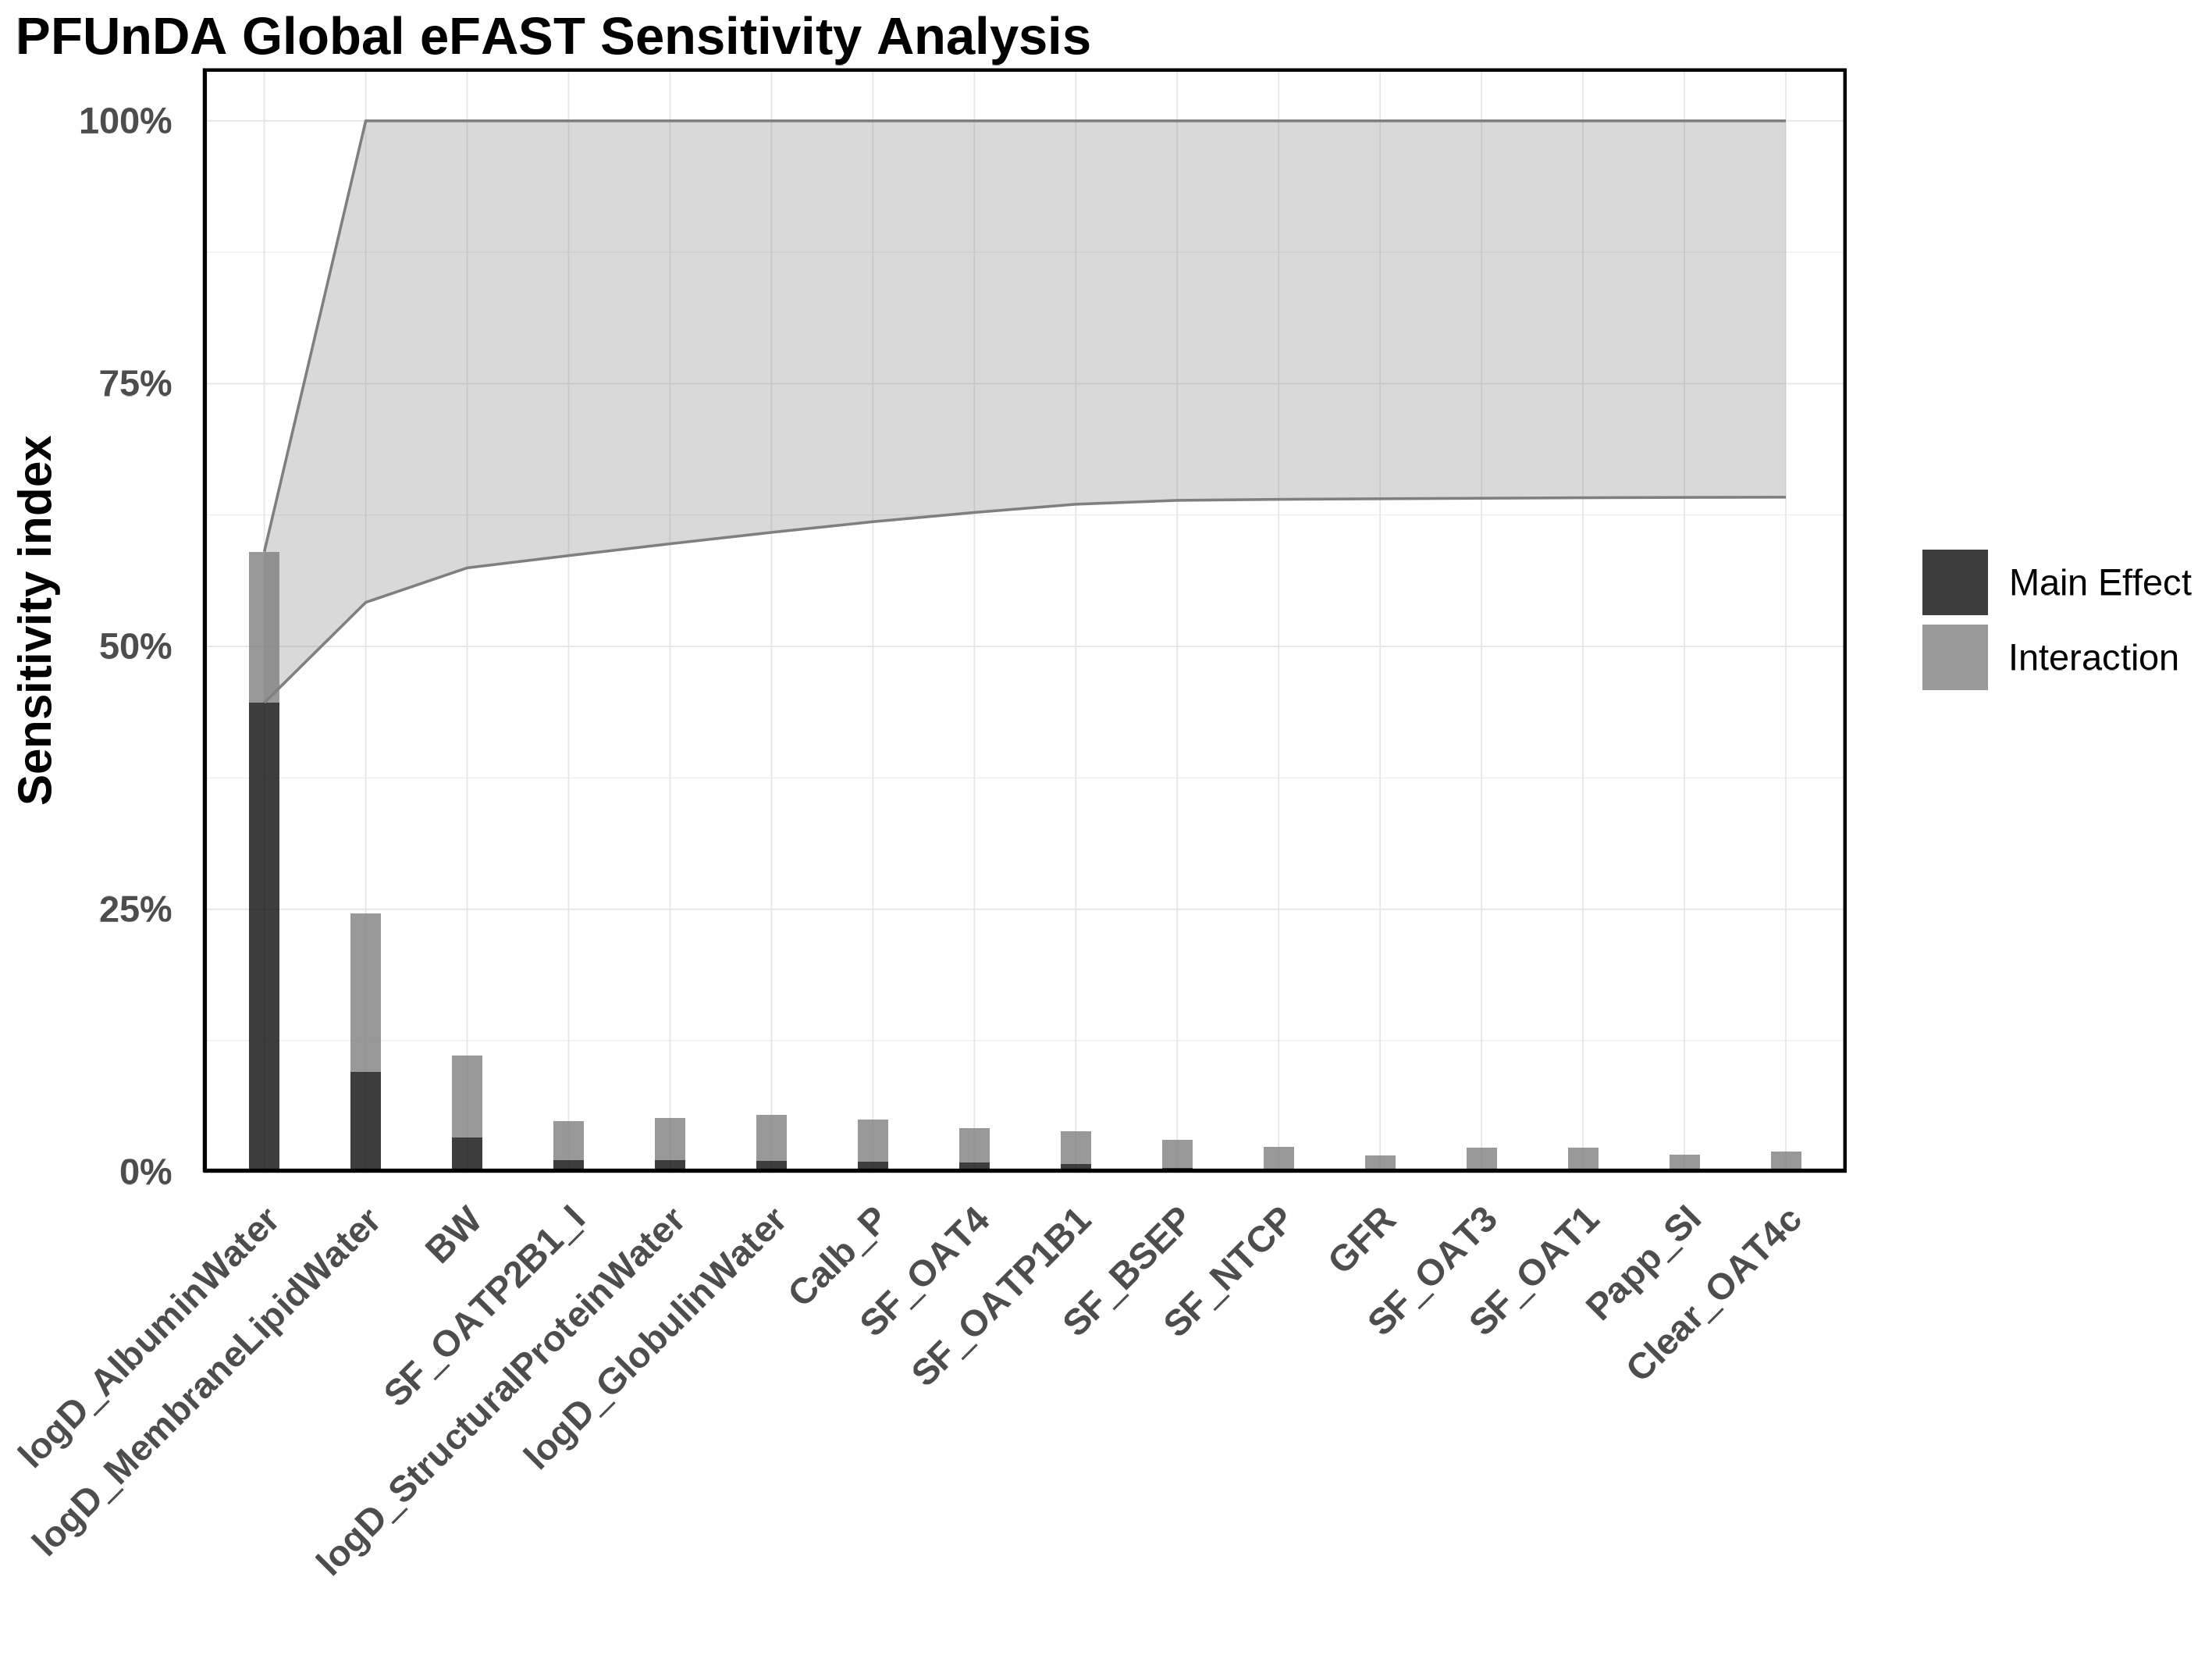 PFUnDA Global eFAST Sensitivity Analysis
Sensitivity index
100%
75%
50%
25%
0%
logD_AlbuminWater
logD_MembraneLipidWater
BW
SF_OATP2B1_I
logD_StructuralProteinWater
logD_GlobulinWater
Calb_P
SF_OAT4
SF_OATP1B1
SF_BSEP
SF_NTCP
GFR
SF_OAT3
SF_OAT1
Papp_SI
Clear_OAT4c
Main Effect
Interaction